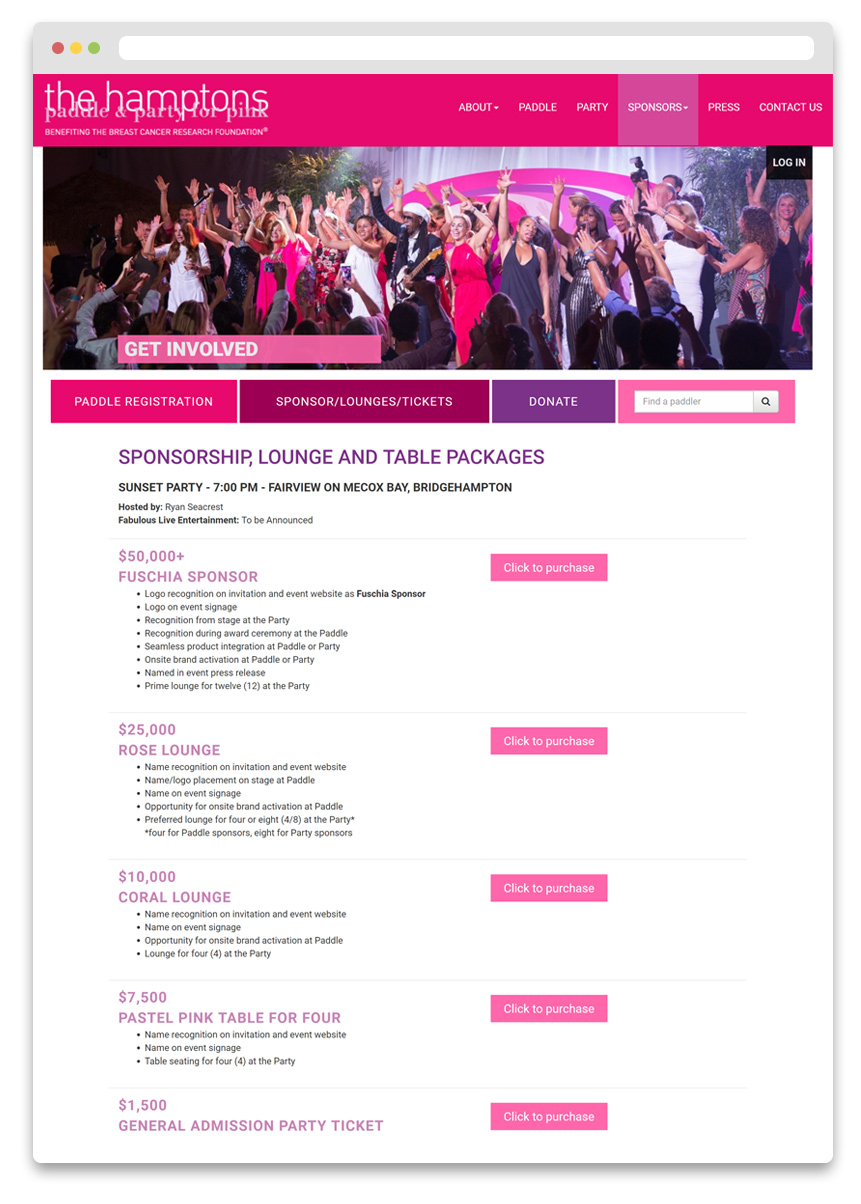 the hamptons
paddle & party for pink
BENEFITING THE BREAST CANCER RESEARCH FOUNDATION®
ABOUT PADDLE PARTY SPONSORS PRESS CONTACT US
LOG IN
GET INVOLVED
PADDLE REGISTRATION SPONSOR/LOUNGES/TICKETS DONATE Find a paddler
SPONSORSHIP, LOUNGE AND TABLE PACKAGES
SUNSET PARTY - 7:00 PM - FAIRVIEW ON MECOX BAY, BRIDGEHAMPTON
Hosted by: Ryan Seacrest
Fabulous Live Entertainment: To be Announced
$50,000+
Click to purchase
FUSCHIA SPONSOR
• Logo recognition on invitation and event website as Fuschia Sponsor
• Logo on event signage
• Recognition from stage at the Party
• Recognition during award ceremony at the Paddle
• Seamless product integration at Paddle or Party
• Onsite brand activation at Paddle or Party
• Named in event press release
• Prime lounge for twelve (12) at the Party
$25,000
Click to purchase
ROSE LOUNGE
• Name recognition on invitation and event website
• Name/logo placement on stage at Paddle
• Name on event signage
• Opportunity for onsite brand activation at Paddle
• Preferred lounge for four or eight (4/8) at the Party*
*four for Paddle sponsors, eight for Party sponsors
$10,000
Click to purchase
CORAL LOUNGE
• Name recognition on invitation and event website
• Name on event signage
• Opportunity for onsite brand activation at Paddle
• Lounge for four (4) at the Party
$7,500
Click to purchase
PASTEL PINK TABLE FOR FOUR
• Name recognition on invitation and event website
• Name on event signage
• Table seating for four (4) at the Party
$1,500
Click to purchase
GENERAL ADMISSION PARTY TICKET